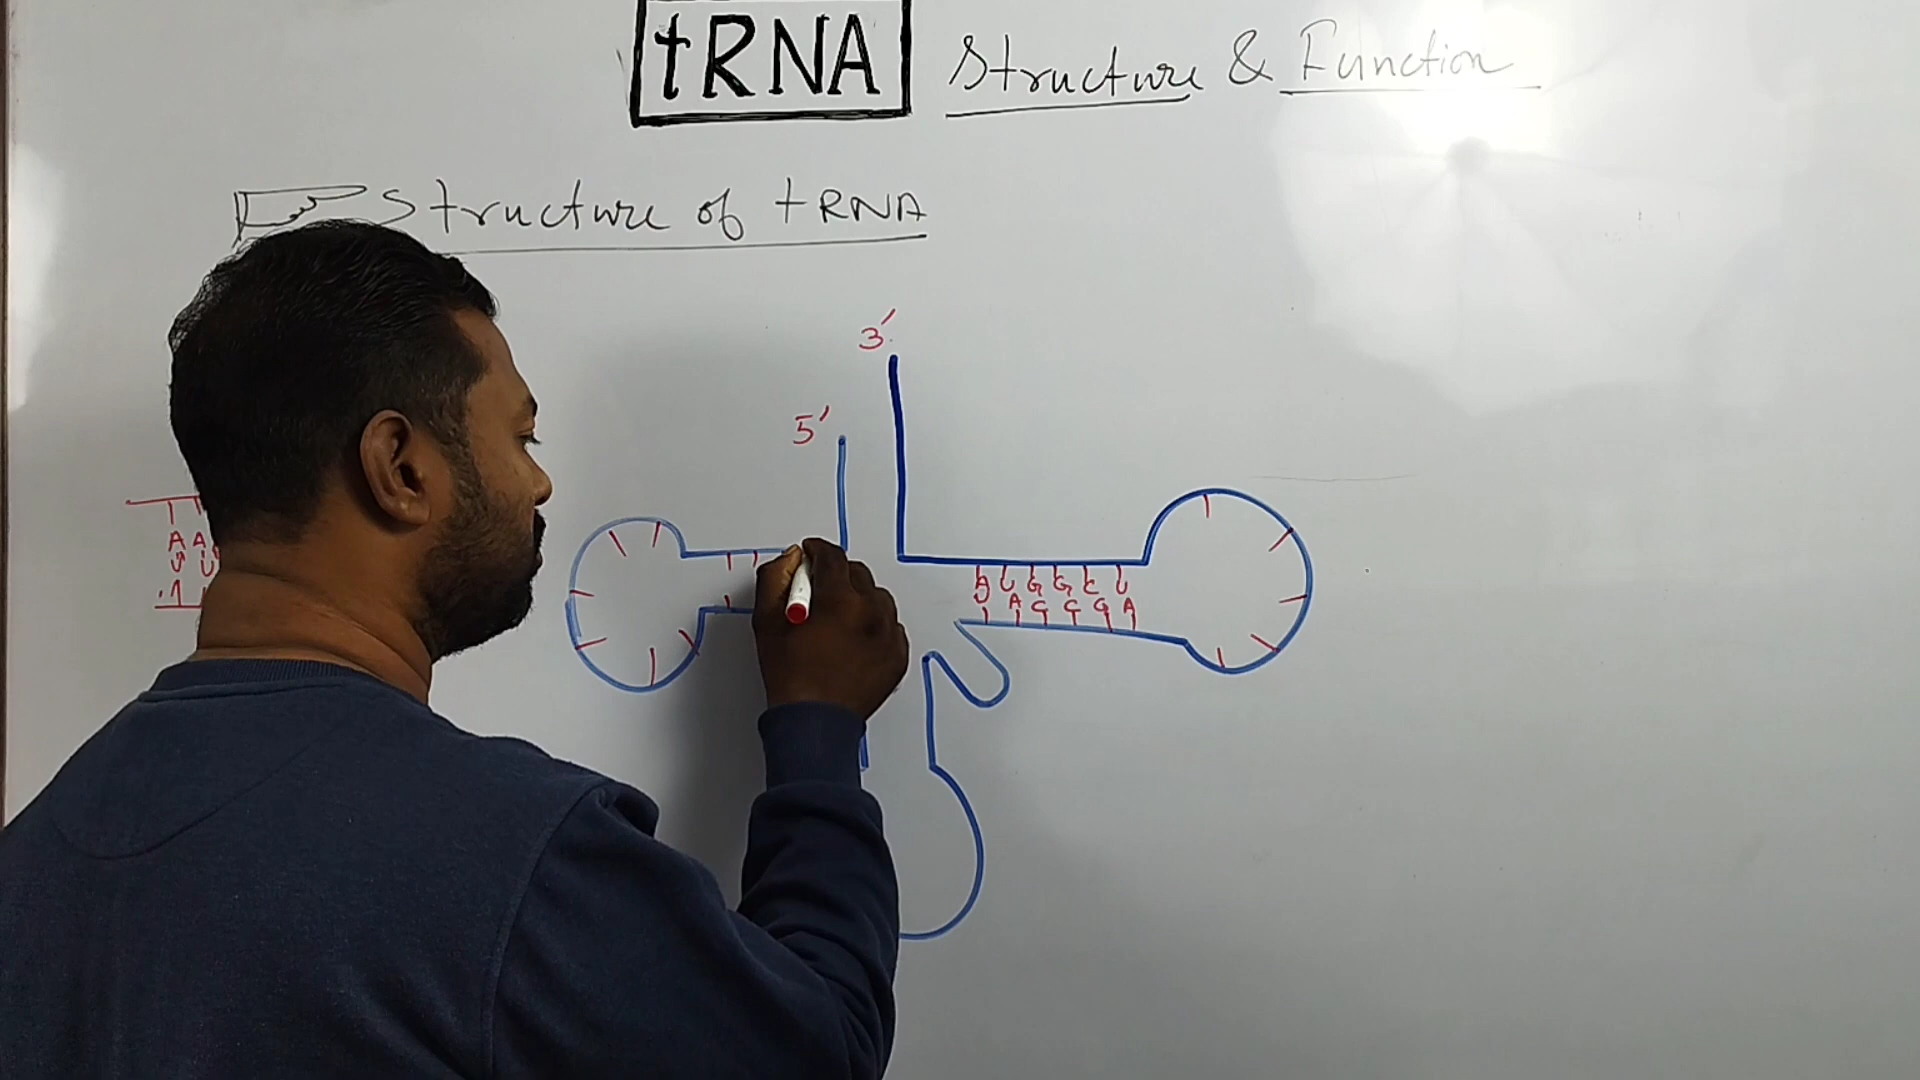 tRNA Structure & Function
Structure of tRNA
3'
5'
A A
U U
A U G G C U
U A C C G A